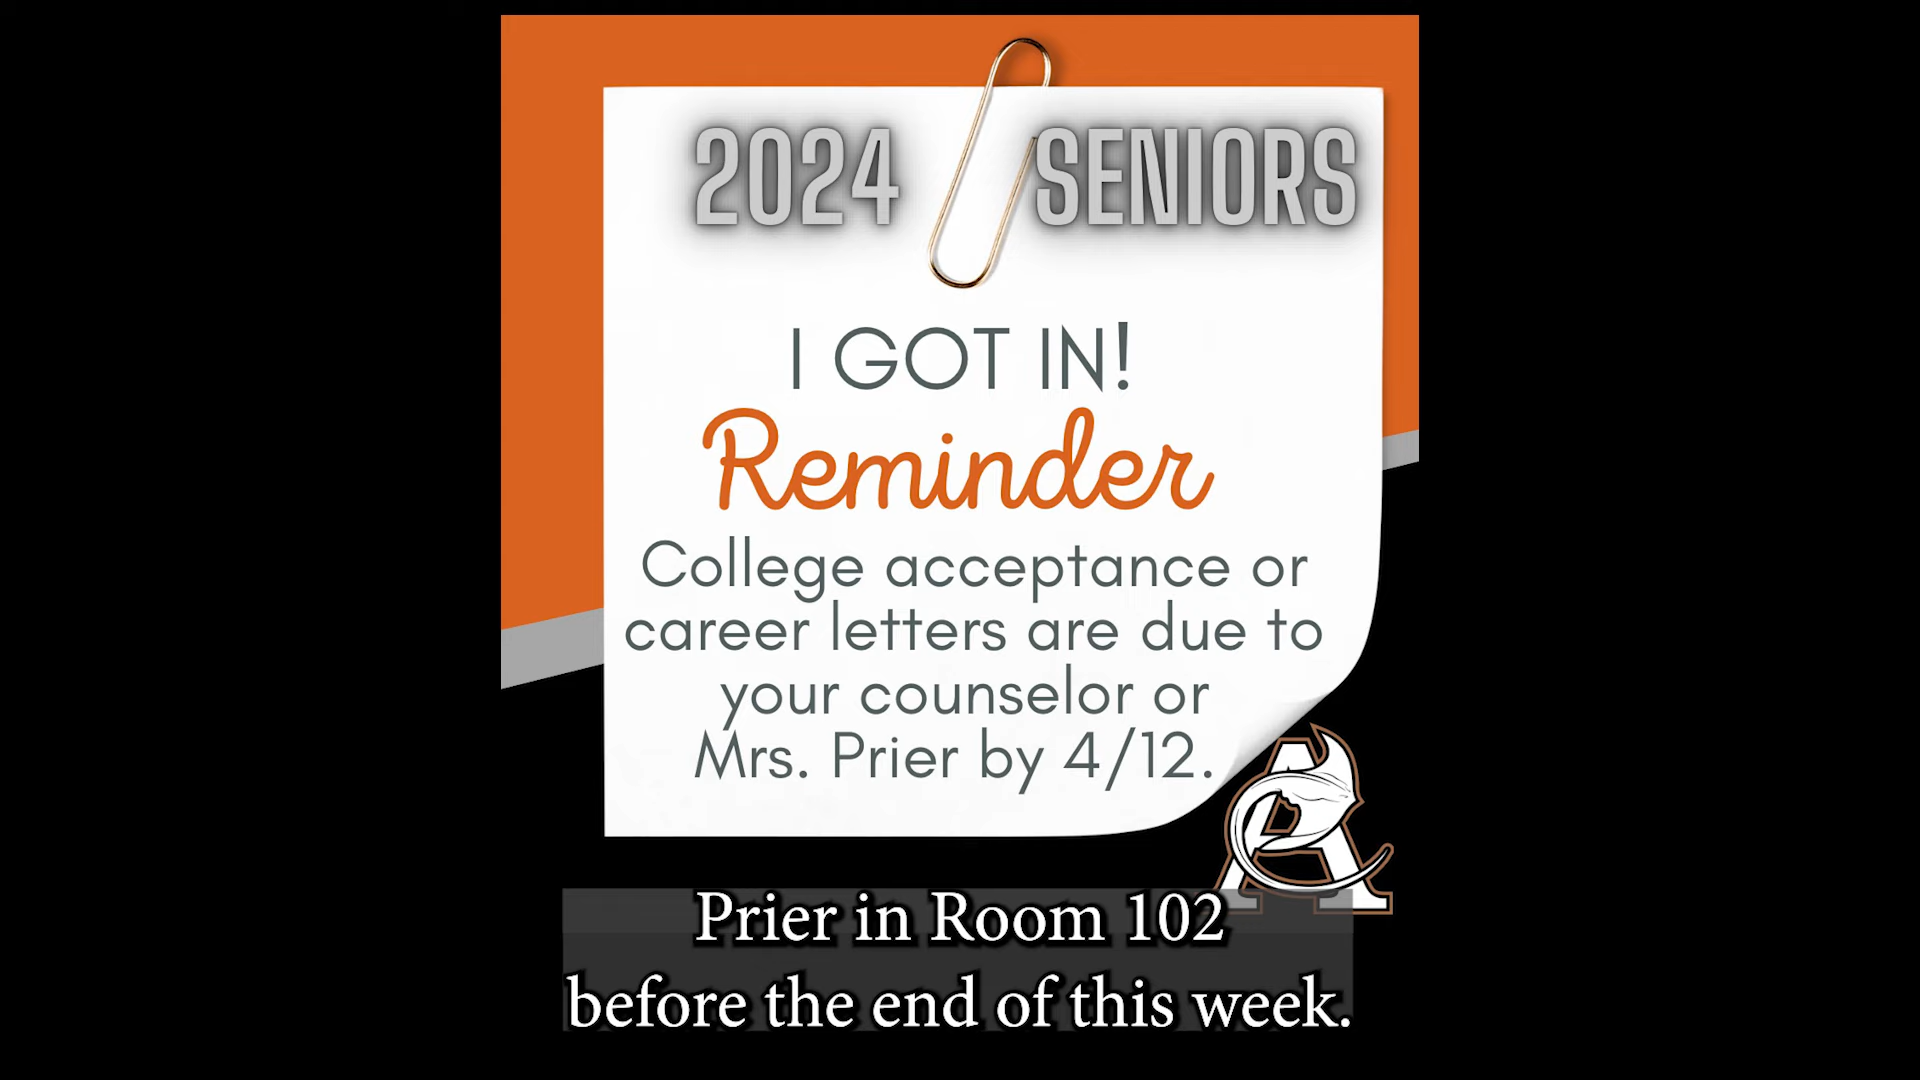 2024 SENIORS
I GOT IN!
Reminder
College acceptance or
career letters are due to
your counselor or
Mrs. Prier by 4/12.
A
Prier in Room 102
before the end of this week.